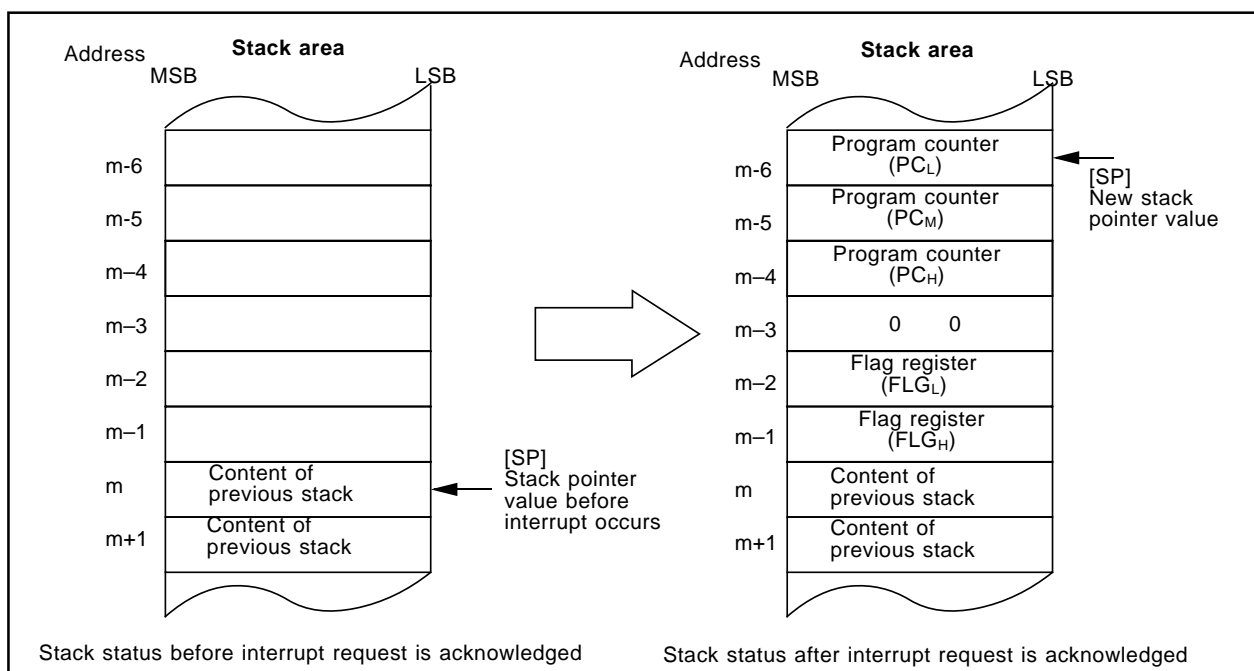 Stack area
Address
MSB
LSB
m-6
m-5
m–4
m–3
m–2
m–1
m
Content of
previous stack
m+1
Content of
previous stack
[SP]
Stack pointer
value before
interrupt occurs
Stack status before interrupt request is acknowledged
Stack area
Address
MSB
LSB
m-6
Program counter
(PCL)
m-5
Program counter
(PCM)
m–4
Program counter
(PCH)
m–3
0 0
m–2
Flag register
(FLGL)
m–1
Flag register
(FLGH)
m
Content of
previous stack
m+1
Content of
previous stack
[SP]
New stack
pointer value
Stack status after interrupt request is acknowledged